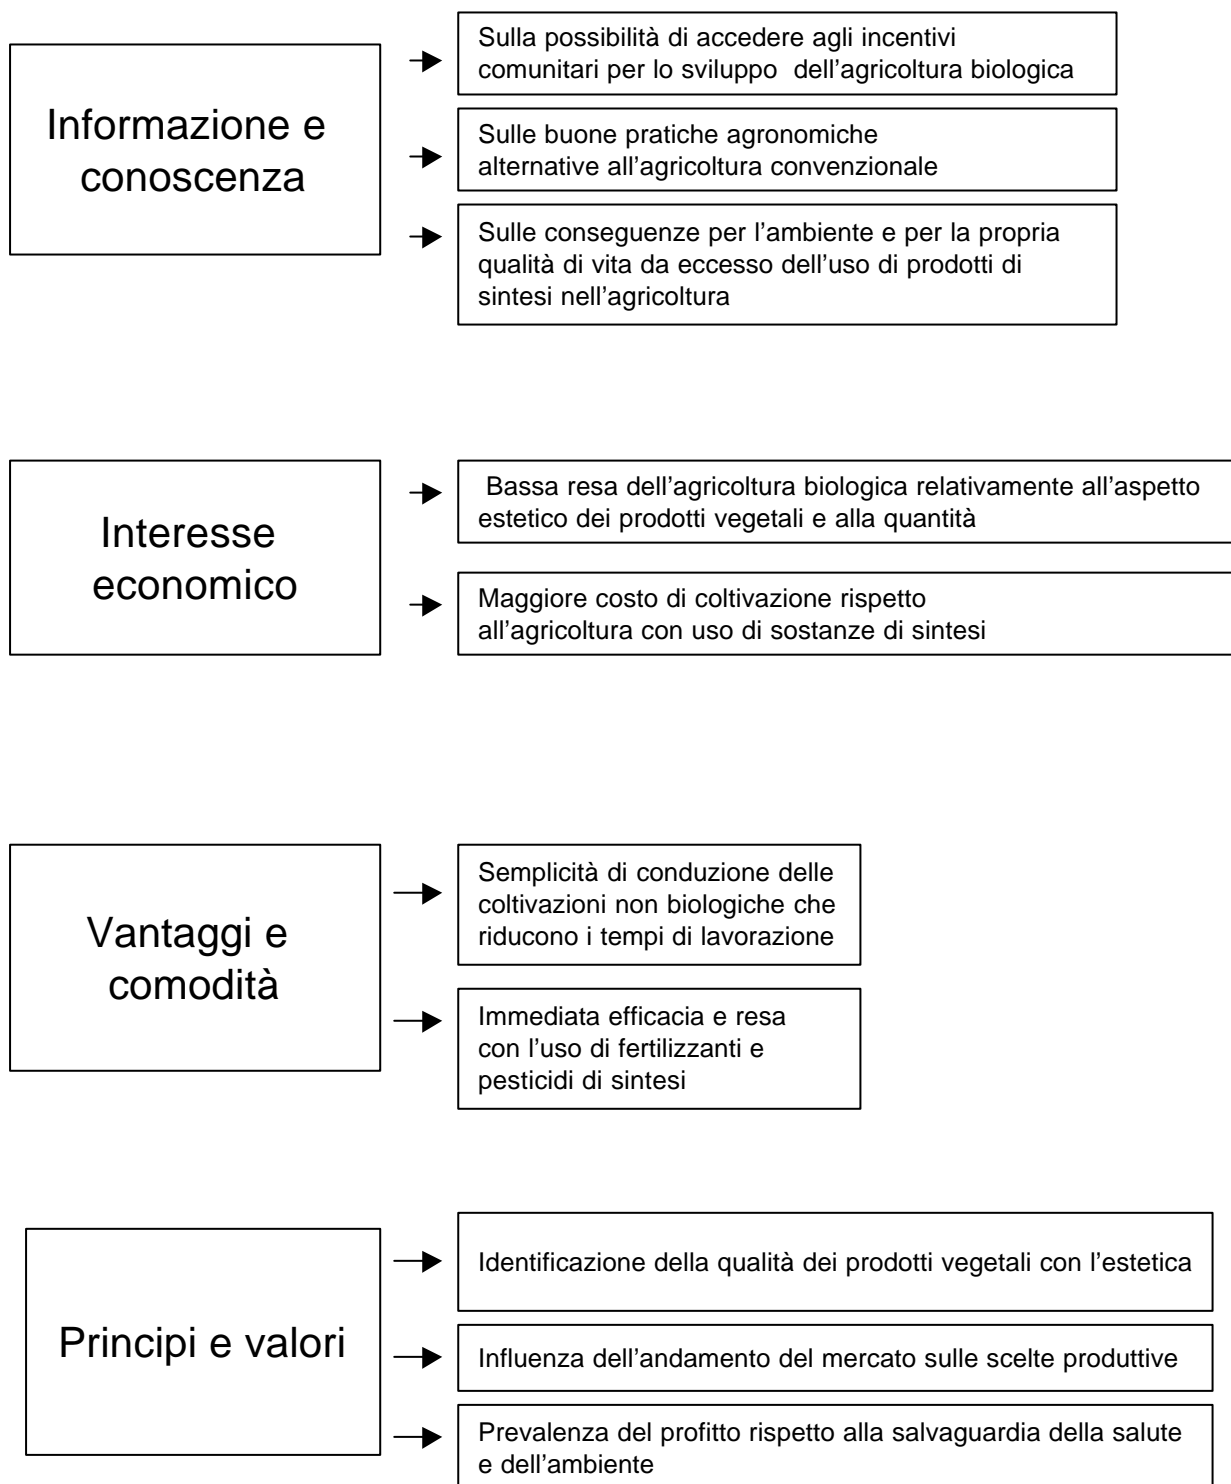 Informazione e
conoscenza
Sulla possibilità di accedere agli incentivi
comunitari per lo sviluppo dell’agricoltura biologica
Sulle buone pratiche agronomiche
alternative all’agricoltura convenzionale
Sulle conseguenze per l’ambiente e per la propria
qualità di vita da eccesso dell’uso di prodotti di
sintesi nell’agricoltura
Interesse
economico
Bassa resa dell’agricoltura biologica relativamente all’aspetto
estetico dei prodotti vegetali e alla quantità
Maggiore costo di coltivazione rispetto
all’agricoltura con uso di sostanze di sintesi
Vantaggi e
comodità
Semplicità di conduzione delle
coltivazioni non biologiche che
riducono i tempi di lavorazione
Immediata efficacia e resa
con l’uso di fertilizzanti e
pesticidi di sintesi
Principi e valori
Identificazione della qualità dei prodotti vegetali con l’estetica
Influenza dell’andamento del mercato sulle scelte produttive
Prevalenza del profitto rispetto alla salvaguardia della salute
e dell’ambiente